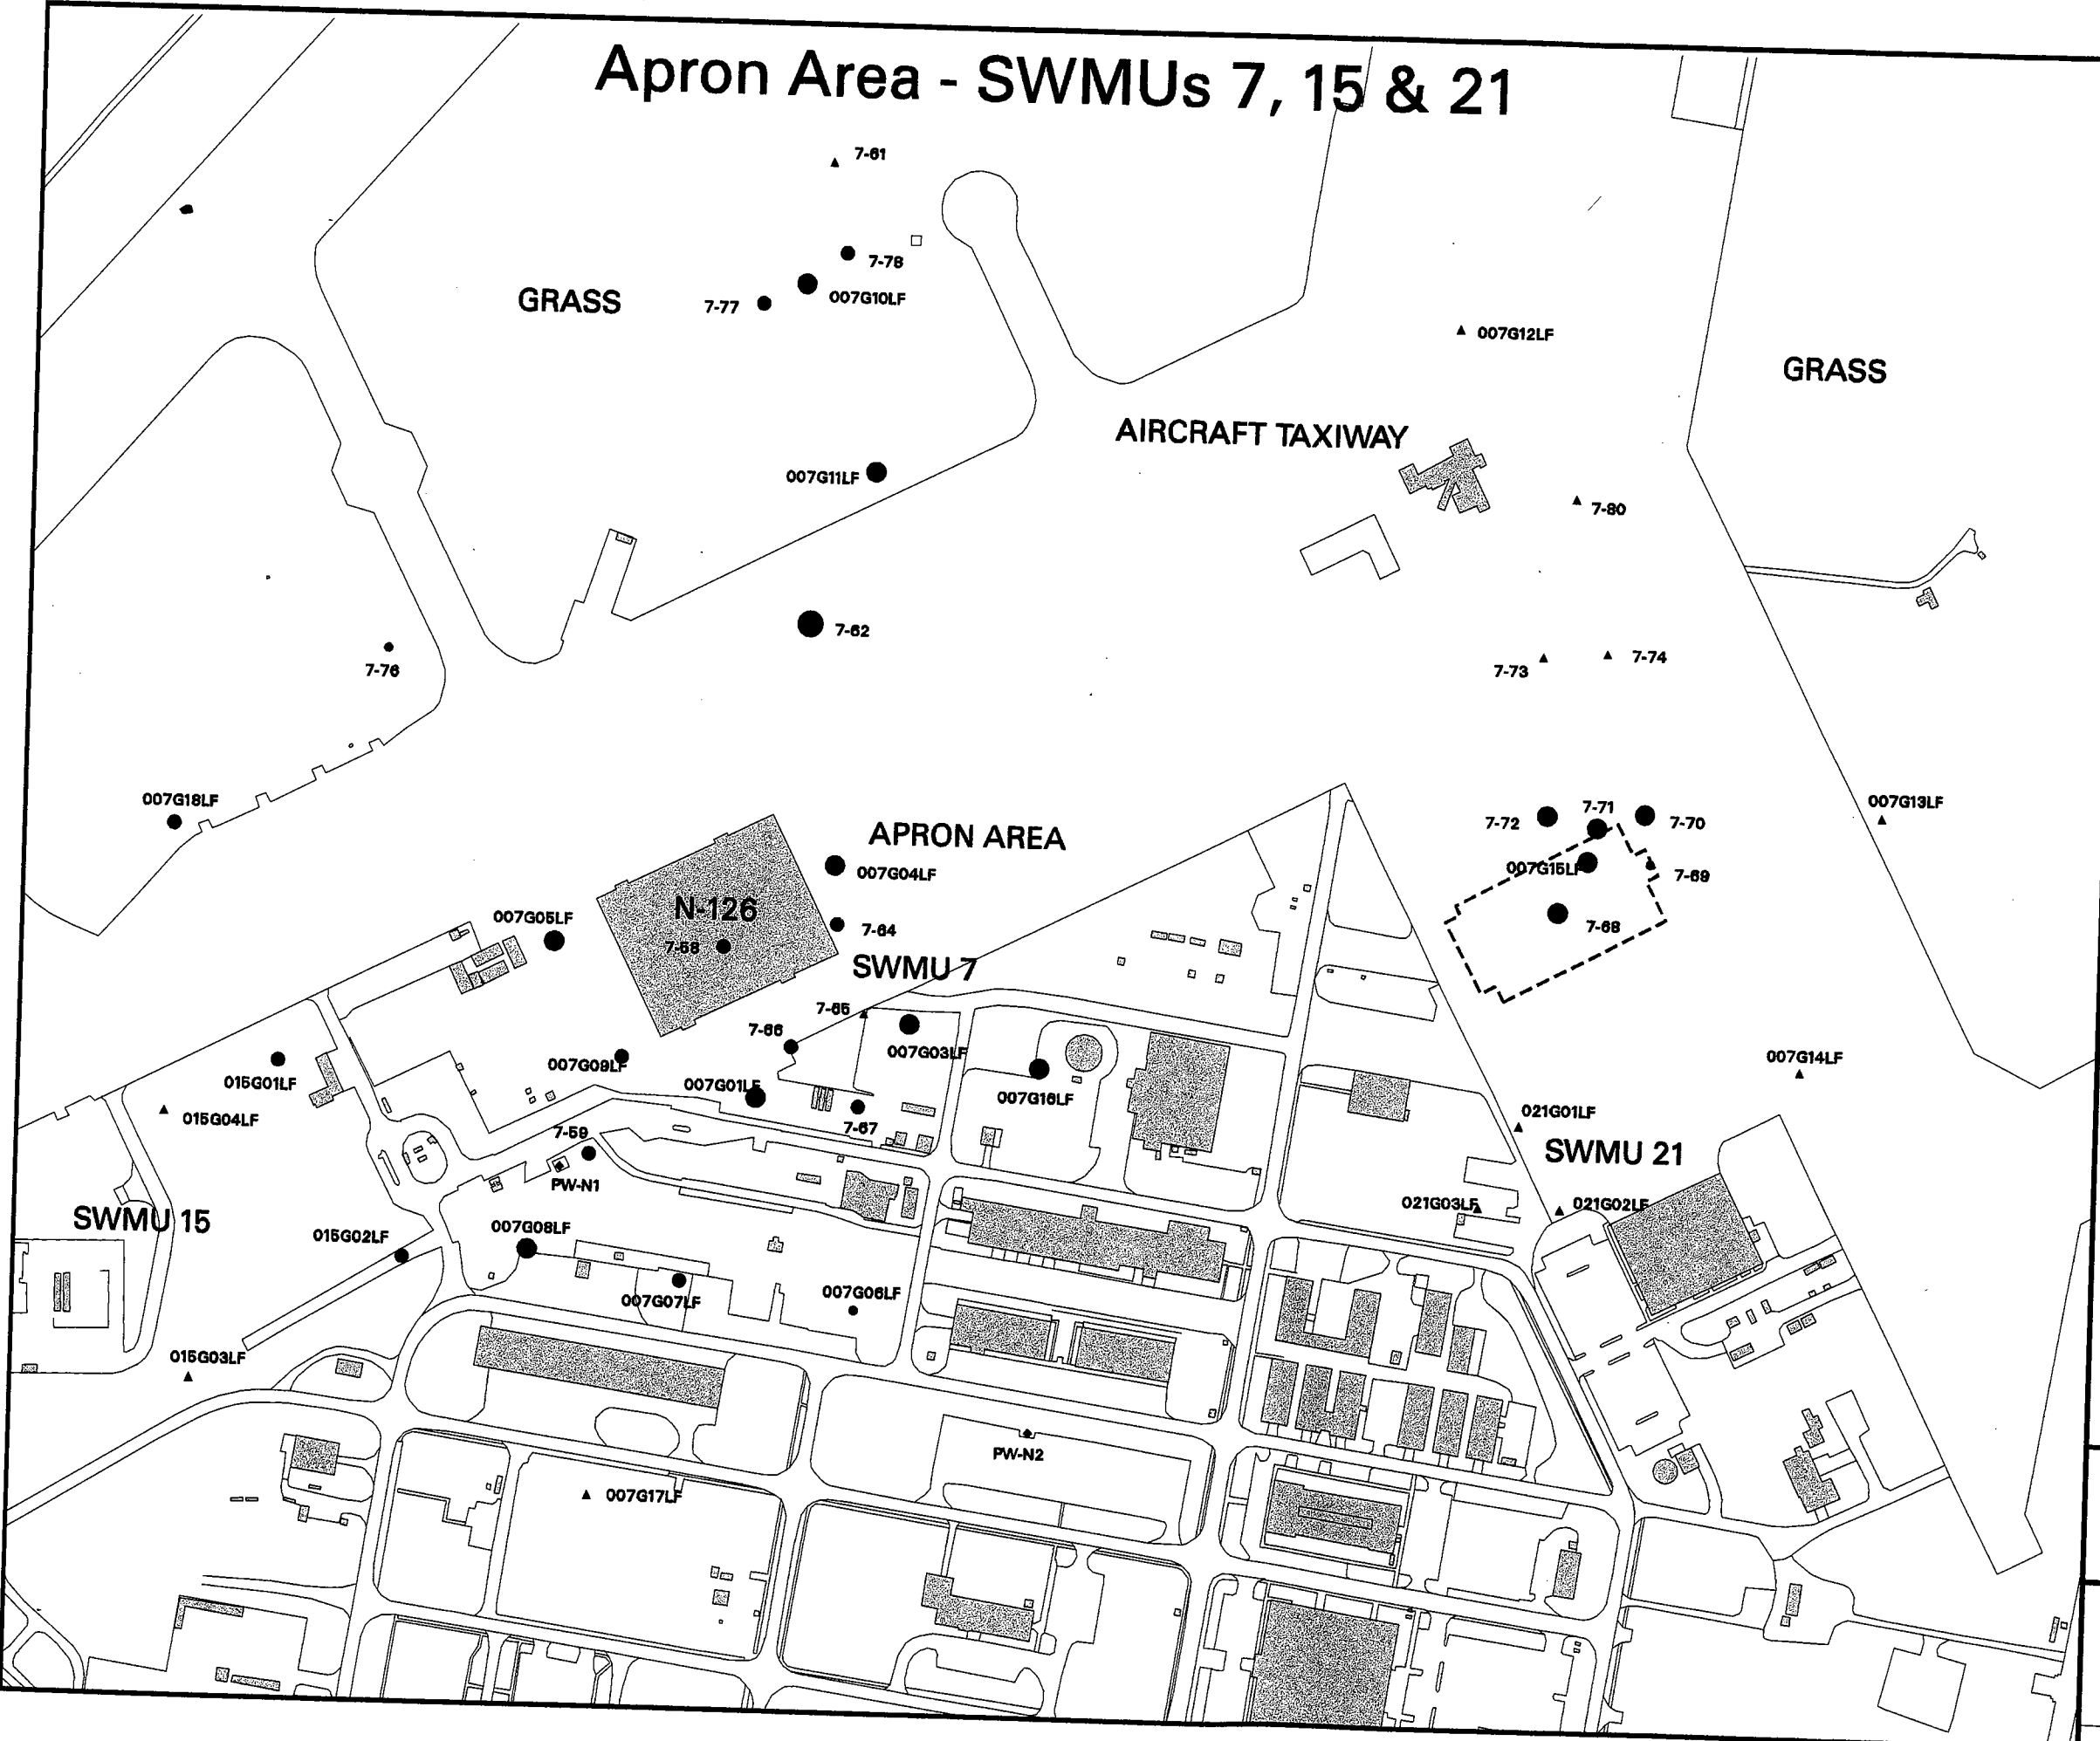 Apron Area - SWMUs 7, 15 & 21
7-61
7-78
GRASS
7-77
007G10LF
007G12LF
GRASS
AIRCRAFT TAXIWAY
007G11LF
7-80
7-62
7-76
7-73
7-74
007G18LF
007G13LF
7-71
7-72
7-70
APRON AREA
007G04LF
007G15LF
7-69
N-126
007G05LF
7-64
7-68
7-58
SWMU 7
7-65
7-66
007G03LF
007G09LF
007G14LF
015G01LF
007G01LF
007G16LF
015G04LF
021G01LF
7-67
7-59
SWMU 21
PW-N1
021G03LF
021G02LF
SWMU 15
007G08LF
015G02LF
007G07LF
007G06LF
015G03LF
PW-N2
007G17LF